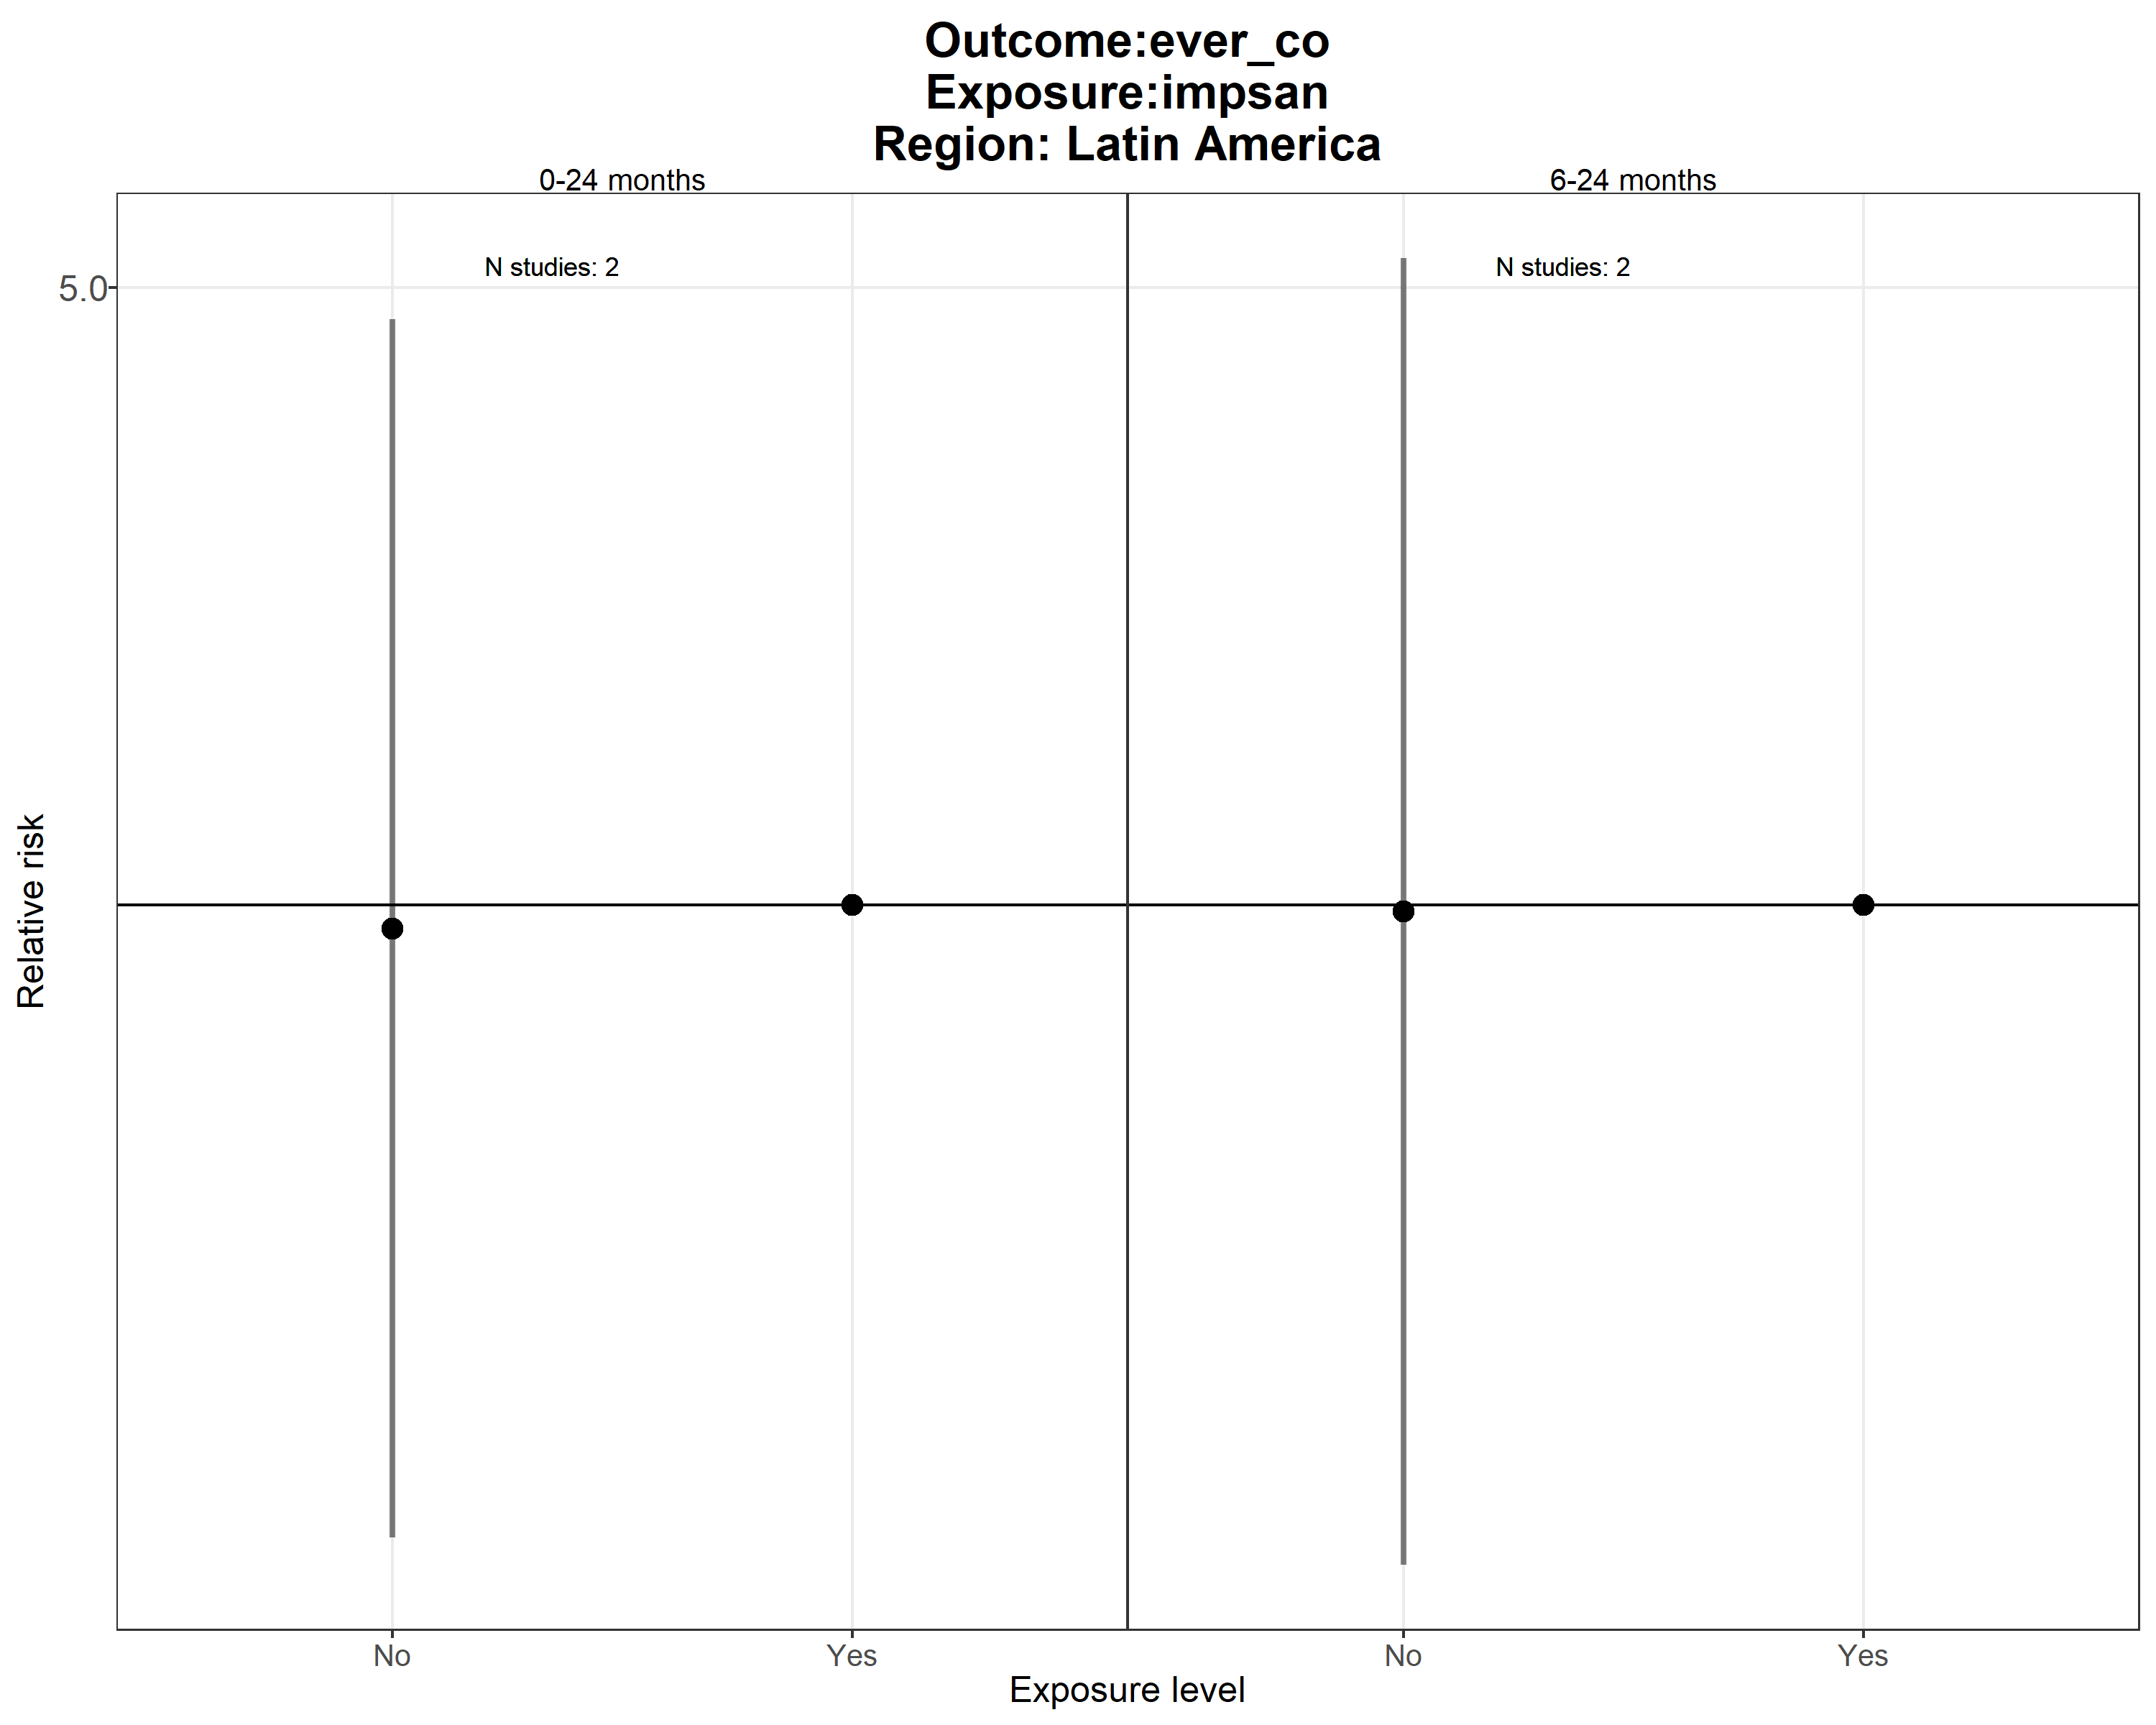 Outcome:ever_co
Exposure:impsan
Region: Latin America
0-24 months
6-24 months
N studies: 2
N studies: 2
5.0
Relative risk
No
Yes
No
Yes
Exposure level